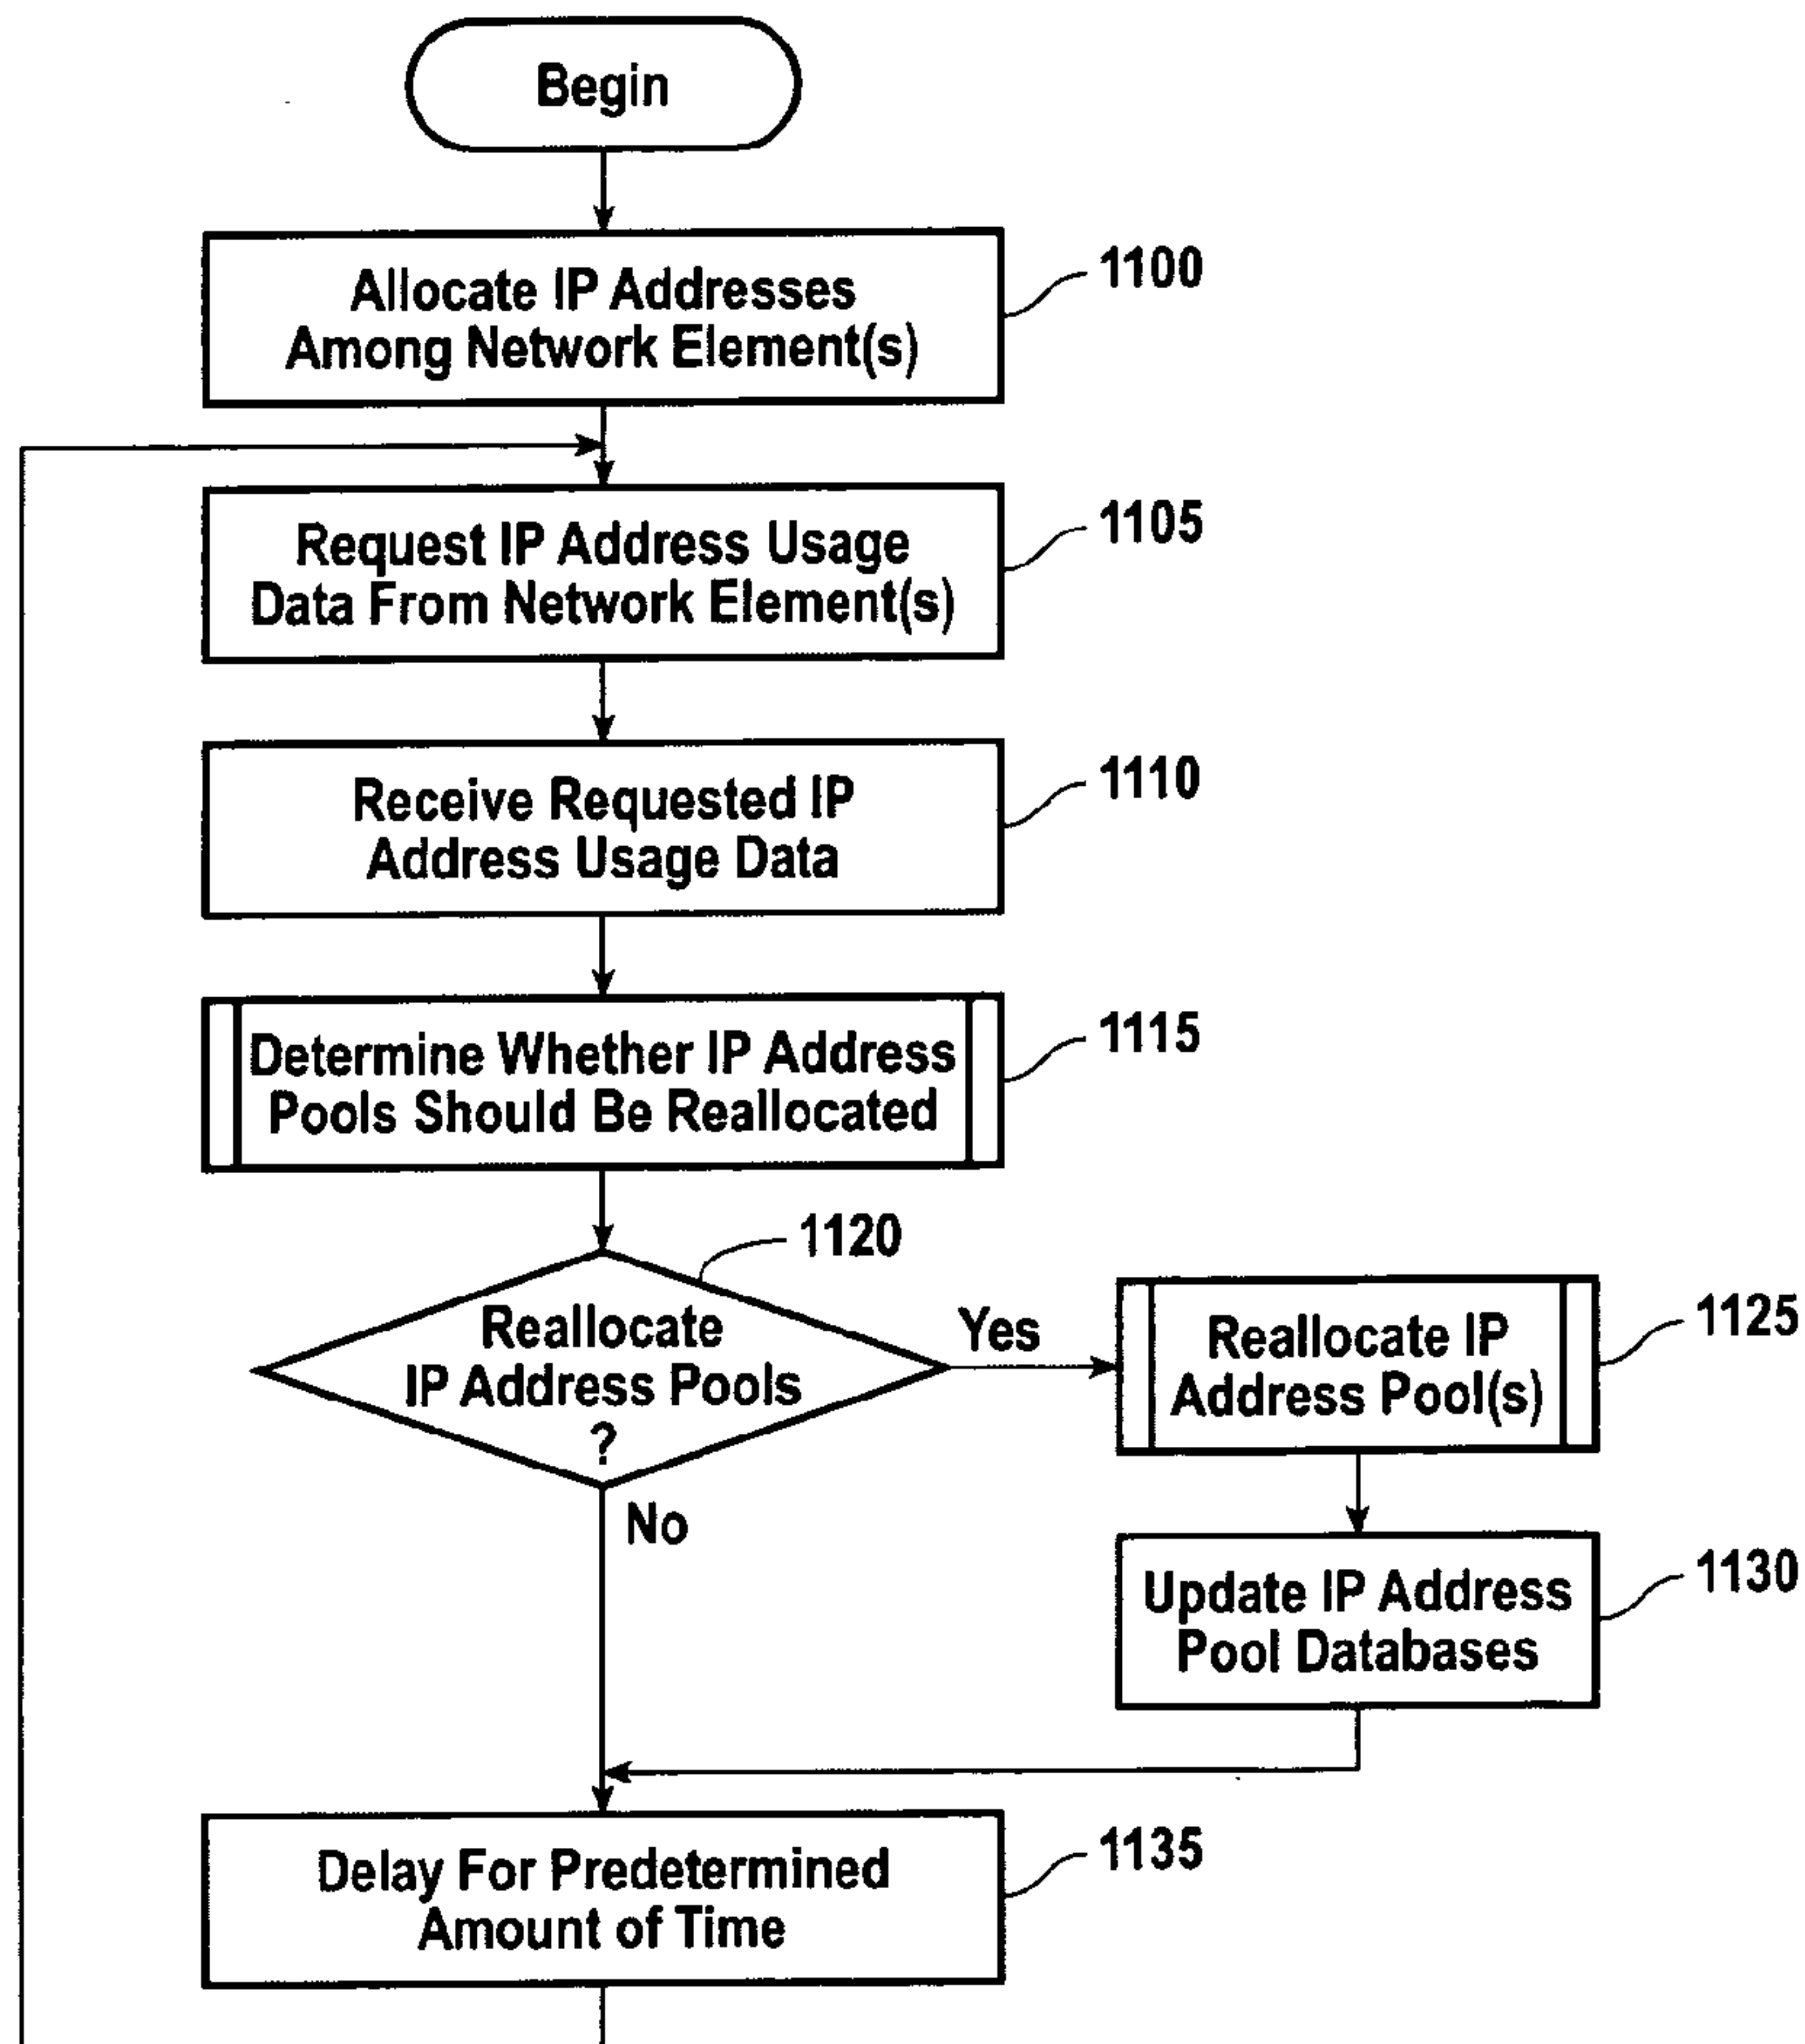 Begin
Allocate IP Addresses
Among Network Element(s)
1100
Request IP Address Usage
Data From Network Element(s)
1105
Receive Requested IP
Address Usage Data
1110
Determine Whether IP Address
Pools Should Be Reallocated
1115
1120
Reallocate
IP Address Pools
?
Yes
No
Reallocate IP
Address Pool(s)
1125
Update IP Address
Pool Databases
1130
Delay For Predetermined
Amount of Time
1135